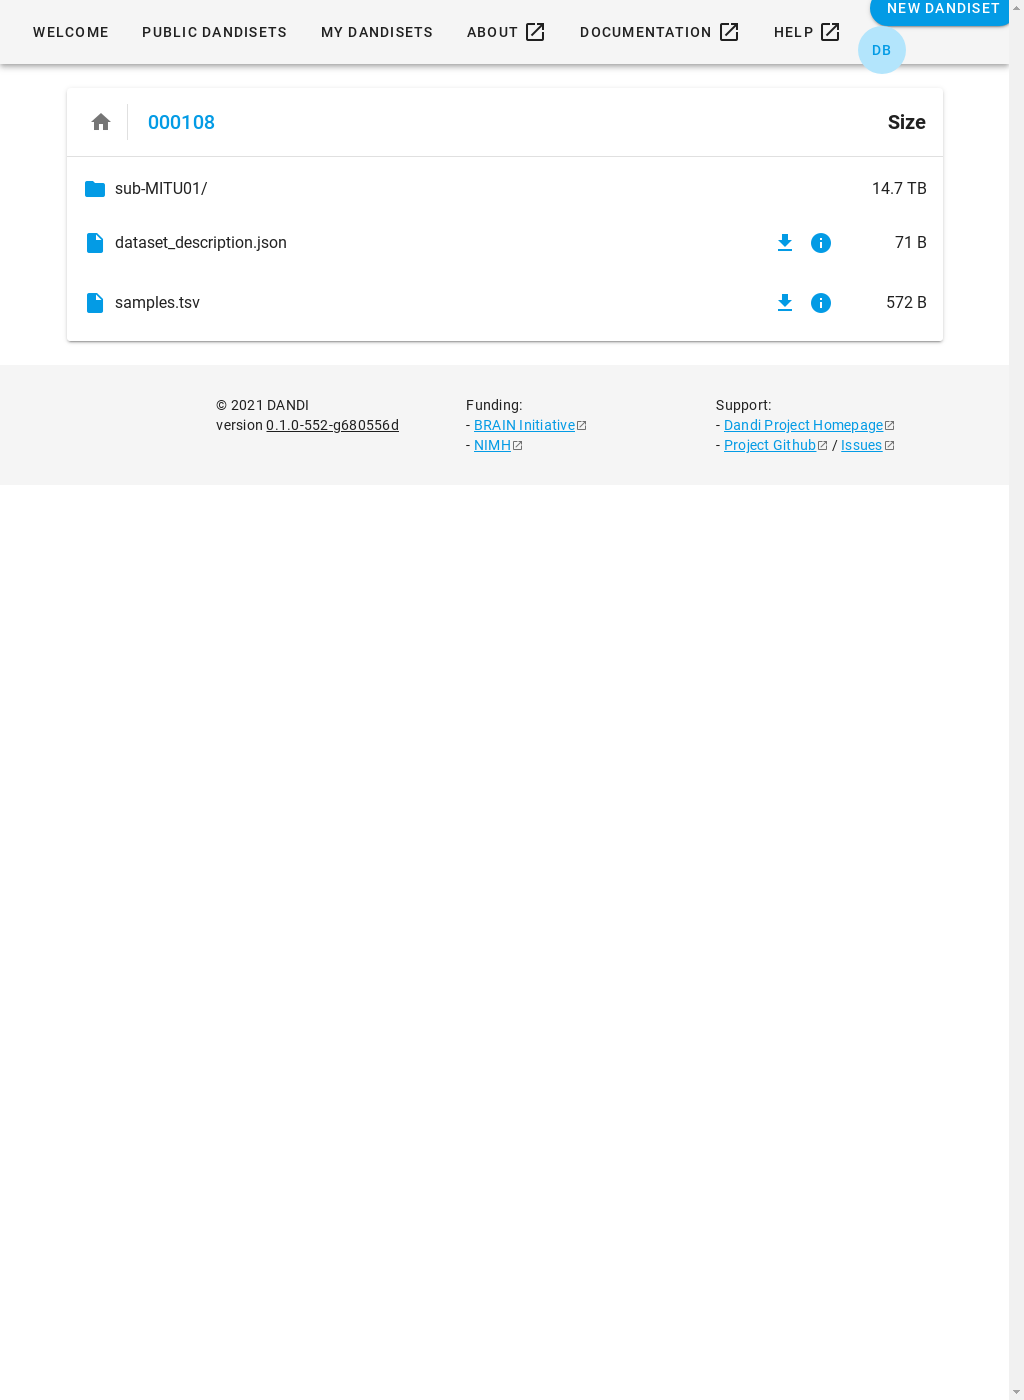 NEW DANDISET
WELCOME PUBLIC DANDISETS MY DANDISETS ABOUT DOCUMENTATION HELP
DB
000108 Size
sub-MITU01/ 14.7 TB
dataset_description.json 71 B
samples.tsv 572 B
© 2021 DANDI
version 0.1.0-552-g680556d
Funding:
- BRAIN Initiative
- NIMH
Support:
- Dandi Project Homepage
- Project Github / Issues